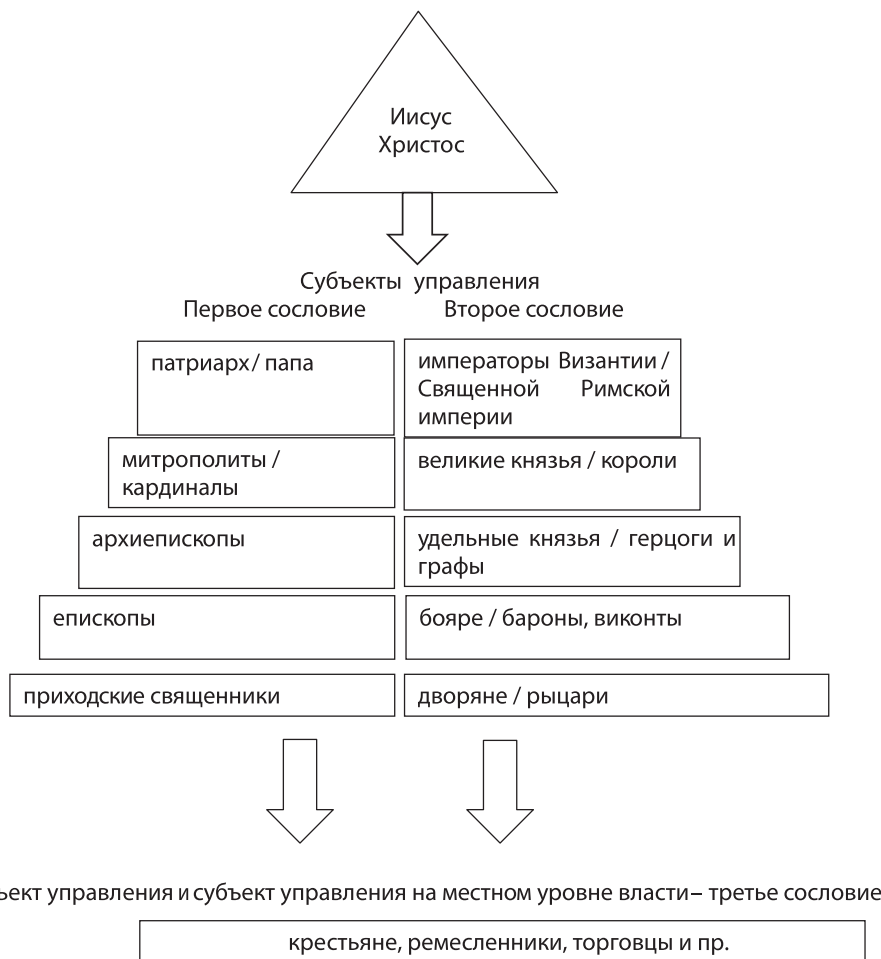 Иисус
Христос
Субъекты управления
Первое сословие Второе сословие
патриарх / папа
императоры Византии /
Священной Римской
империи
митрополиты /
кардиналы
великие князья / короли
архиепископы
удельные князья / герцоги и
графы
епископы
бояре / бароны, виконты
приходские священники
дворяне / рыцари
управления и субъект управления на местном уровне власти – третье сословие
крестьяне, ремесленники, торговцы и пр.